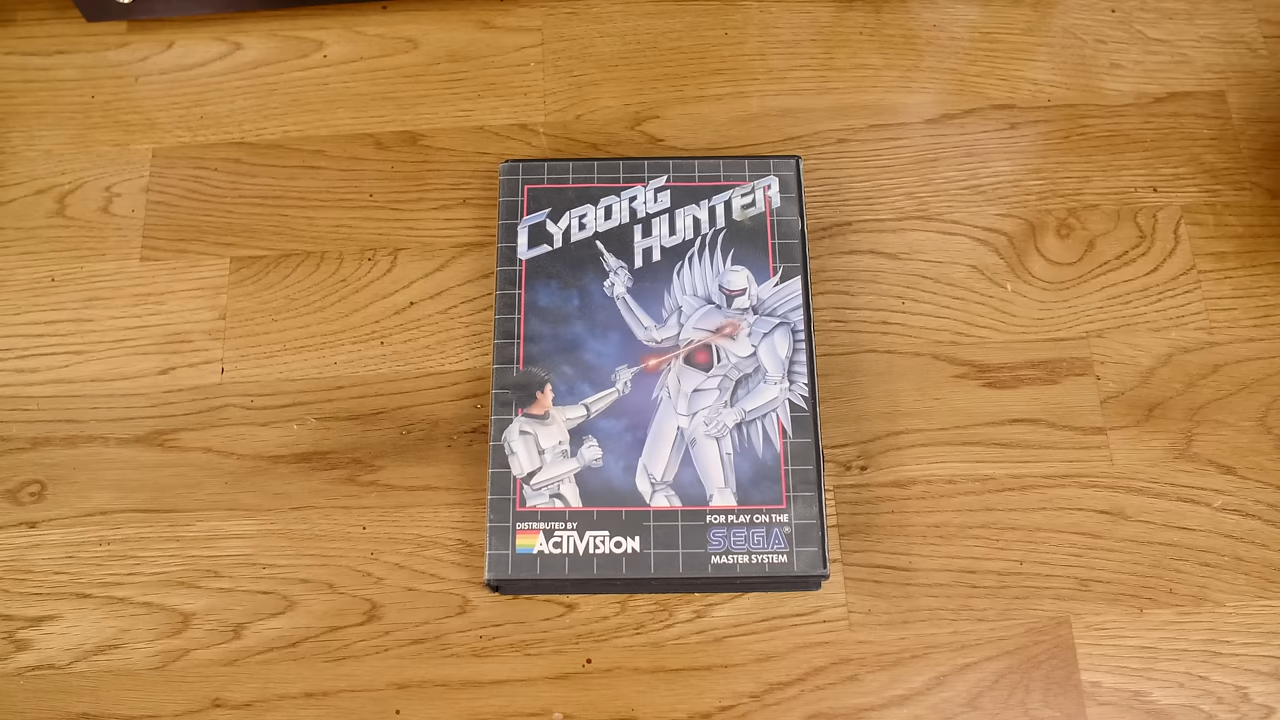 CYBORG
HUNTER
DISTRIBUTED BY
ACTIVISION
FOR PLAY ON THE
SEGA®
MASTER SYSTEM